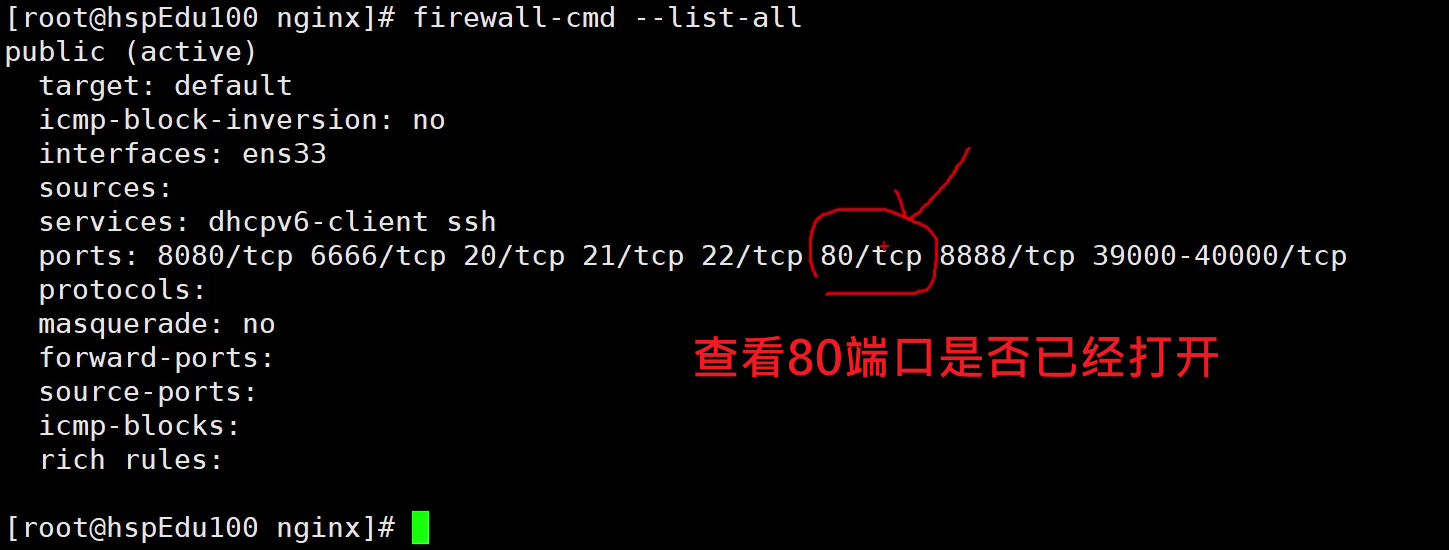 [root@hspEdu100 nginx]# firewall-cmd --list-all
public (active)
  target: default
  icmp-block-inversion: no
  interfaces: ens33
  sources:
  services: dhcpv6-client ssh
  ports: 8080/tcp 6666/tcp 20/tcp 21/tcp 22/tcp 80/tcp 8888/tcp 39000-40000/tcp
  protocols:
  masquerade: no
  forward-ports:
查看80端口是否已经打开
  source-ports:
  icmp-blocks:
  rich rules:
[root@hspEdu100 nginx]#